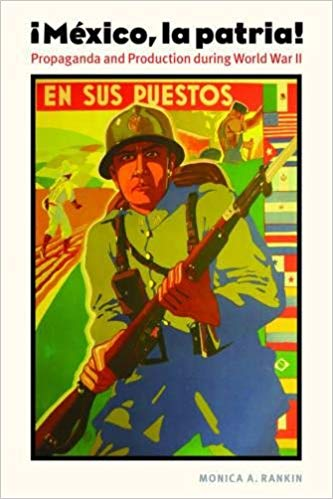 ¡México, la patria!
Propaganda and Production during World War II
EN SUS PUESTOS
MONICA A. RANKIN